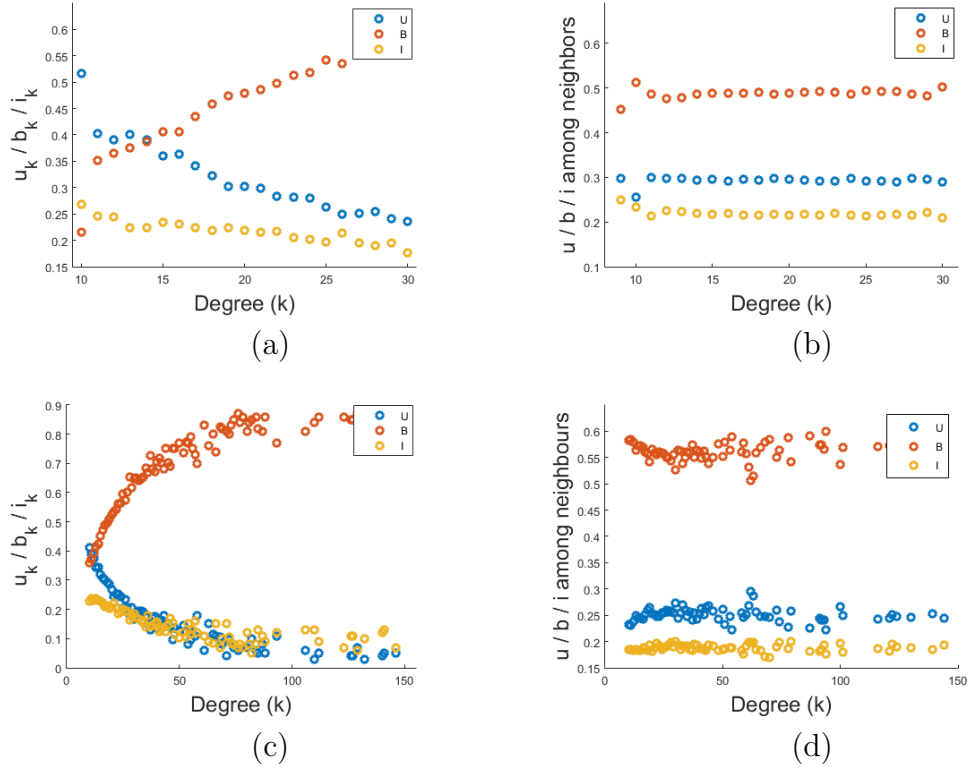 0.6
0.55
0.5
0.45
0.4
0.35
0.3
0.25
0.2
0.15
10
15
20
25
30
u_k / b_k / i_k
Degree (k)
U
B
I
(a)
0.6
0.5
0.4
0.3
0.2
0.1
10
15
20
25
30
u / b / i among neighbors
Degree (k)
U
B
I
(b)
0.9
0.8
0.7
0.6
0.5
0.4
0.3
0.2
0.1
0
0
50
100
150
u_k / b_k / i_k
Degree (k)
U
B
I
(c)
0.6
0.55
0.5
0.45
0.4
0.35
0.3
0.25
0.2
0.15
0
50
100
150
u / b / i among neighbours
Degree (k)
U
B
I
(d)